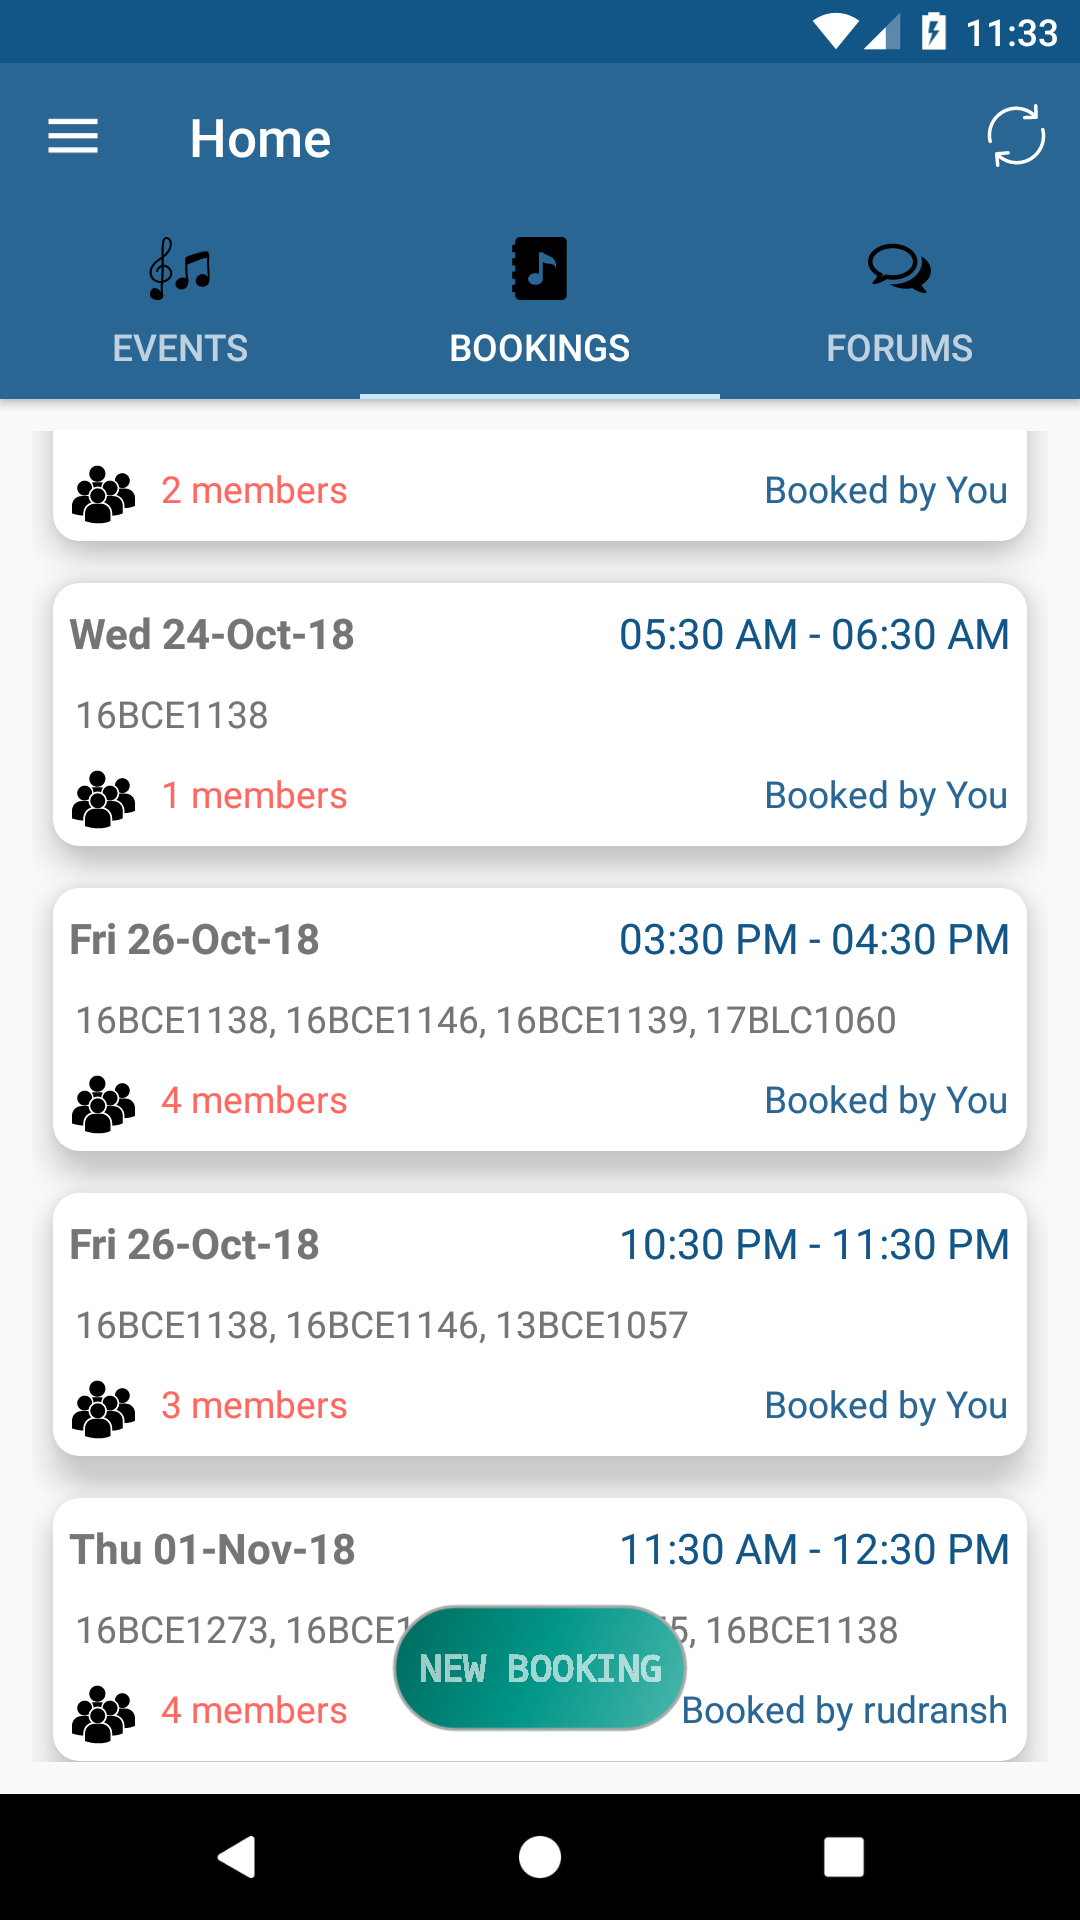 11:33
Home
EVENTS BOOKINGS FORUMS
2 members Booked by You
Wed 24-Oct-18 05:30 AM - 06:30 AM
16BCE1138
1 members Booked by You
Fri 26-Oct-18 03:30 PM - 04:30 PM
16BCE1138, 16BCE1146, 16BCE1139, 17BLC1060
4 members Booked by You
Fri 26-Oct-18 10:30 PM - 11:30 PM
16BCE1138, 16BCE1146, 13BCE1057
3 members Booked by You
Thu 01-Nov-18 11:30 AM - 12:30 PM
16BCE1273, 16BCE1138
NEW BOOKING
4 members Booked by rudransh